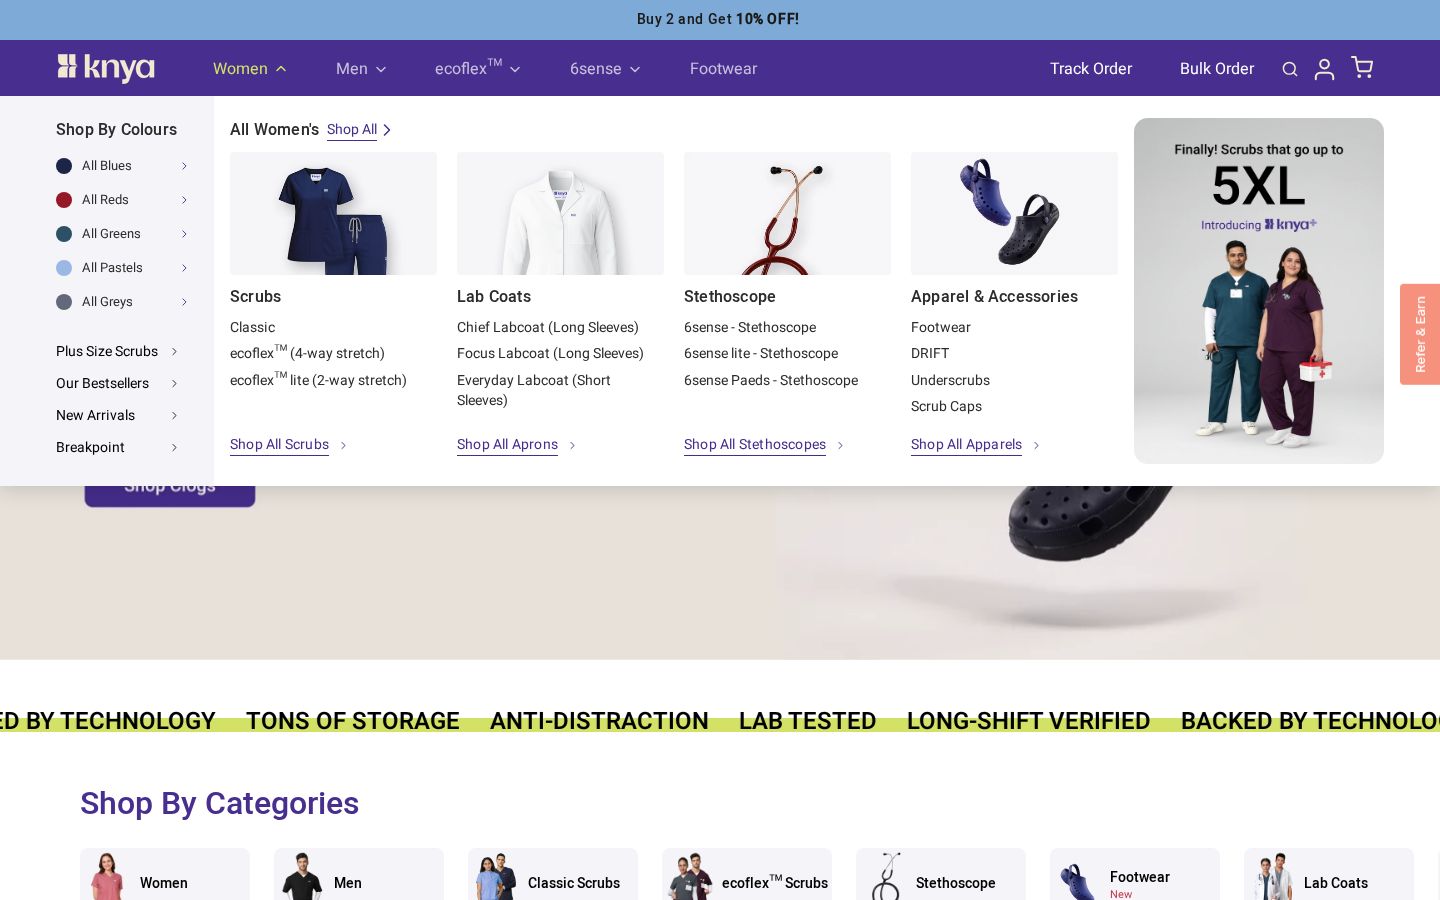 Buy 2 and Get 10% OFF!
knya
Women
Men
ecoflex™
6sense
Footwear
Track Order
Bulk Order
Shop By Colours
All Blues
All Reds
All Greens
All Pastels
All Greys
Plus Size Scrubs
Our Bestsellers
New Arrivals
Breakpoint
All Women's Shop All
Scrubs
Classic
ecoflex™ (4-way stretch)
ecoflex™ lite (2-way stretch)
Shop All Scrubs
Lab Coats
Chief Labcoat (Long Sleeves)
Focus Labcoat (Long Sleeves)
Everyday Labcoat (Short
Sleeves)
Shop All Aprons
Stethoscope
6sense - Stethoscope
6sense lite - Stethoscope
6sense Paeds - Stethoscope
Shop All Stethoscopes
Apparel & Accessories
Footwear
DRIFT
Underscrubs
Scrub Caps
Shop All Apparels
Finally! Scrubs that go up to
5XL
Introducing knya+
Refer & Earn
Shop Clogs
ED BY TECHNOLOGY TONS OF STORAGE ANTI-DISTRACTION LAB TESTED LONG-SHIFT VERIFIED BACKED BY TECHNOLO
Shop By Categories
Women
Men
Classic Scrubs
ecoflex™ Scrubs
Stethoscope
Footwear
New
Lab Coats